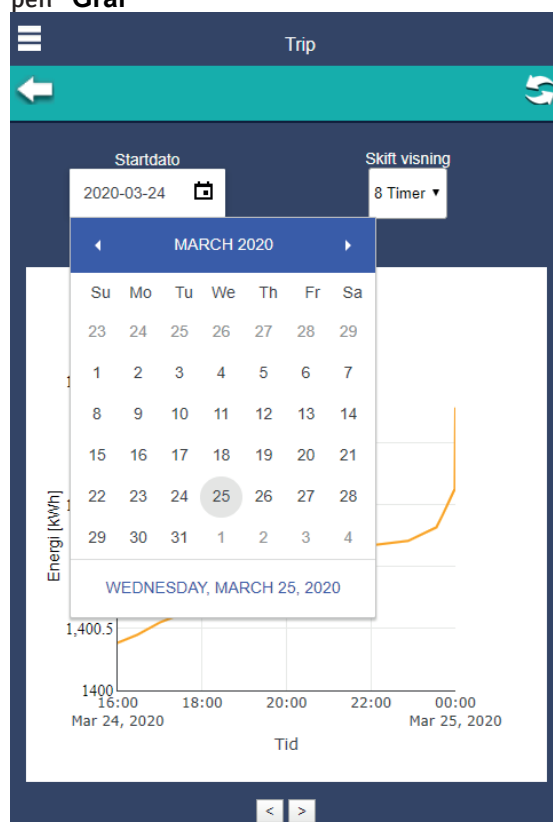 Trip
Startdato
Skift visning
2020-03-24
8 Timer
MARCH 2020
Su Mo Tu We Th Fr Sa
23 24 25 26 27 28 29
1 2 3 4 5 6 7
8 9 10 11 12 13 14
15 16 17 18 19 20 21
22 23 24 25 26 27 28
29 30 31 1 2 3 4
WEDNESDAY, MARCH 25, 2020
Energi [kWh]
1,400.5
1400
16:00 18:00 20:00 22:00 00:00
Mar 24, 2020 Mar 25, 2020
Tid
< >